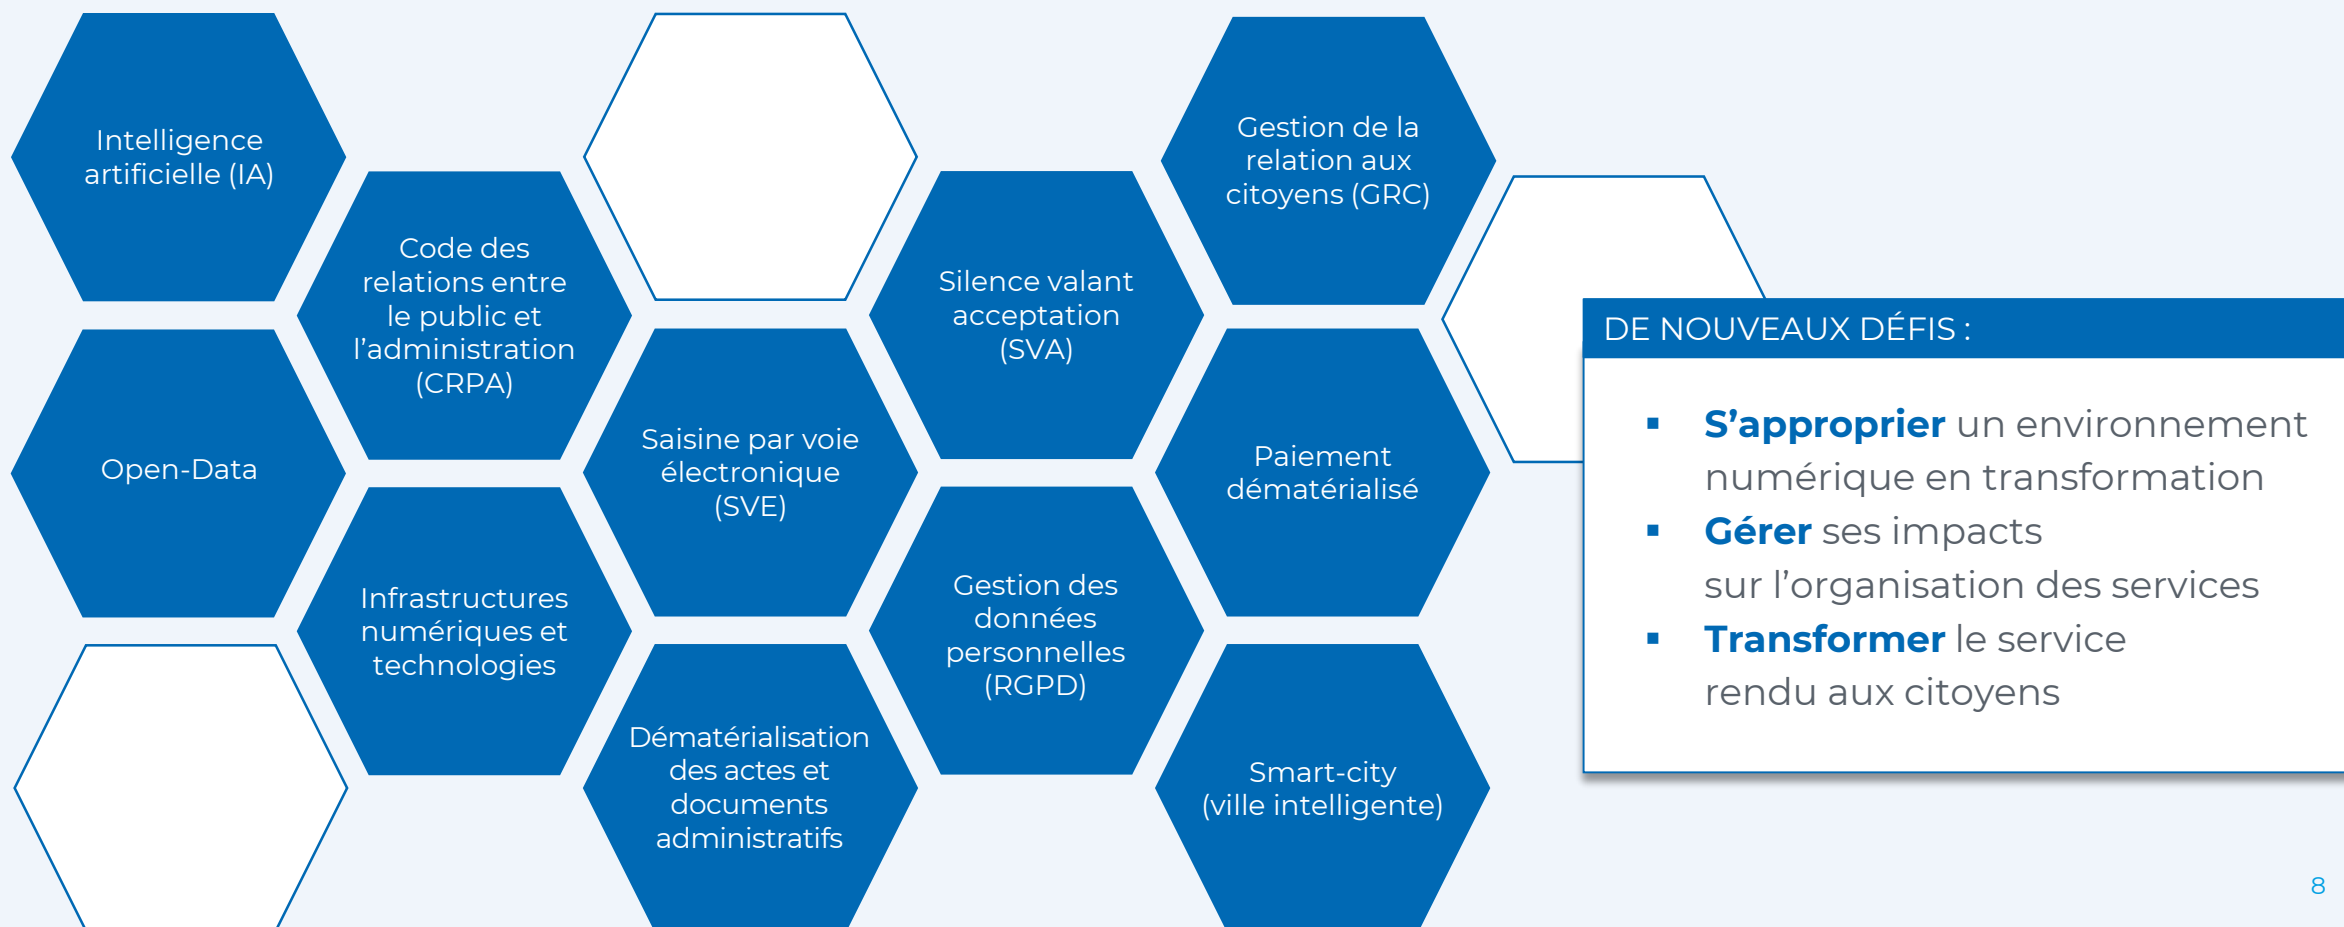 Intelligence
artificielle (IA)
Code des
relations entre
le public et
l’administration
(CRPA)
Gestion de la
relation aux
citoyens (GRC)
Silence valant
acceptation
(SVA)
Open-Data
Saisine par voie
électronique
(SVE)
Paiement
dématérialisé
Infrastructures
numériques et
technologies
Gestion des
données
personnelles
(RGPD)
Dématérialisation
des actes et
documents
administratifs
Smart-city
(ville intelligente)
DE NOUVEAUX DÉFIS :
▪ S’approprier un environnement
numérique en transformation
▪ Gérer ses impacts
sur l’organisation des services
▪ Transformer le service
rendu aux citoyens
8